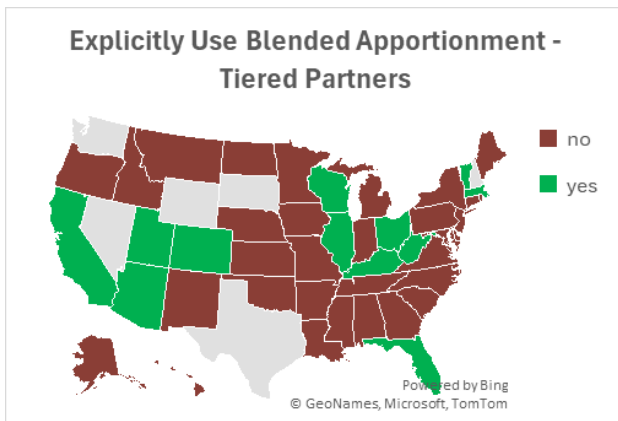 Explicitly Use Blended Apportionment -
Tiered Partners
no
yes
Powered by Bing
© GeoNames, Microsoft, TomTom